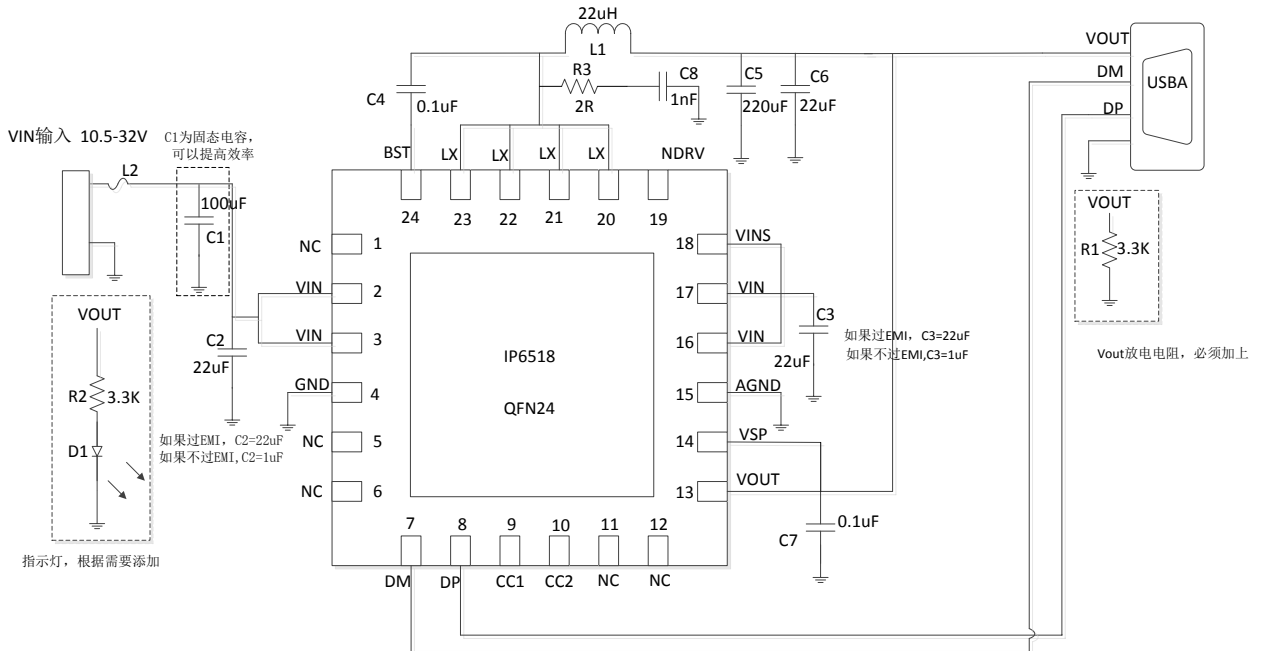 22uH
L1
VOUT
DM
USBA
DP
R3
2R
C8
1nF
C5
220uF
C6
22uF
C4
0.1uF
VIN输入 10.5-32V
C1为固态电容，
可以提高效率
L2
100uF
C1
BST
LX
LX
LX
LX
NDRV
24
23
22
21
20
19
NC
1
VIN
2
VIN
3
GND
4
NC
5
NC
6
18
VINS
17
VIN
16
VIN
15
AGND
14
VSP
13
VOUT
IP6518
QFN24
C2
22uF
如果过EMI，C2=22uF
如果不过EMI,C2=1uF
C3
22uF
如果过EMI，C3=22uF
如果不过EMI,C3=1uF
VOUT
R1
3.3K
Vout放电电阻，必须加上
VOUT
R2
3.3K
D1
指示灯，根据需要添加
0.1uF
C7
7
8
9
10
11
12
DM
DP
CC1
CC2
NC
NC